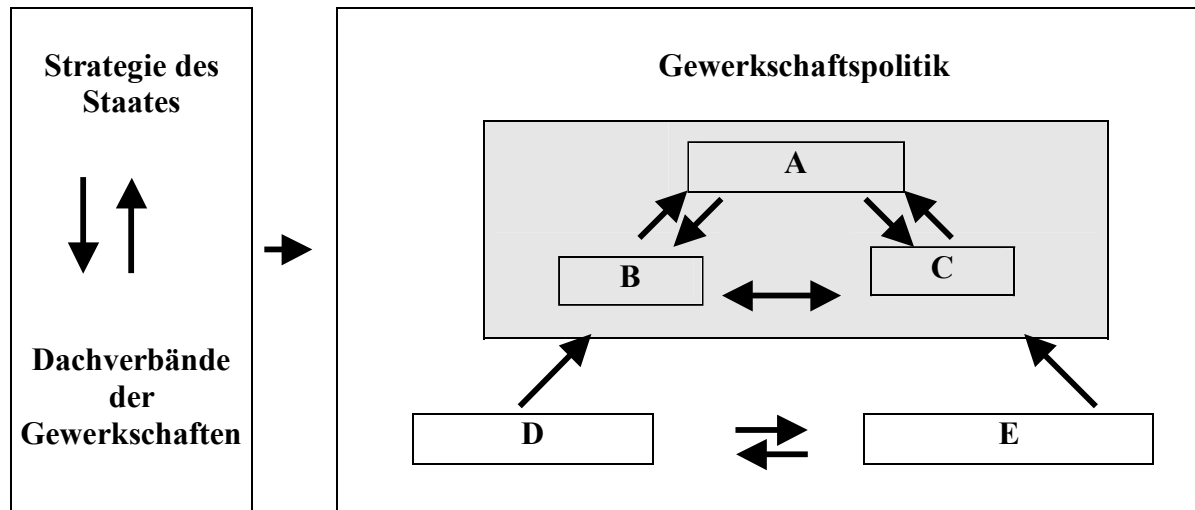 Strategie des
Staates
Dachverbände
der
Gewerkschaften
Gewerkschaftspolitik
A
B
C
D
E